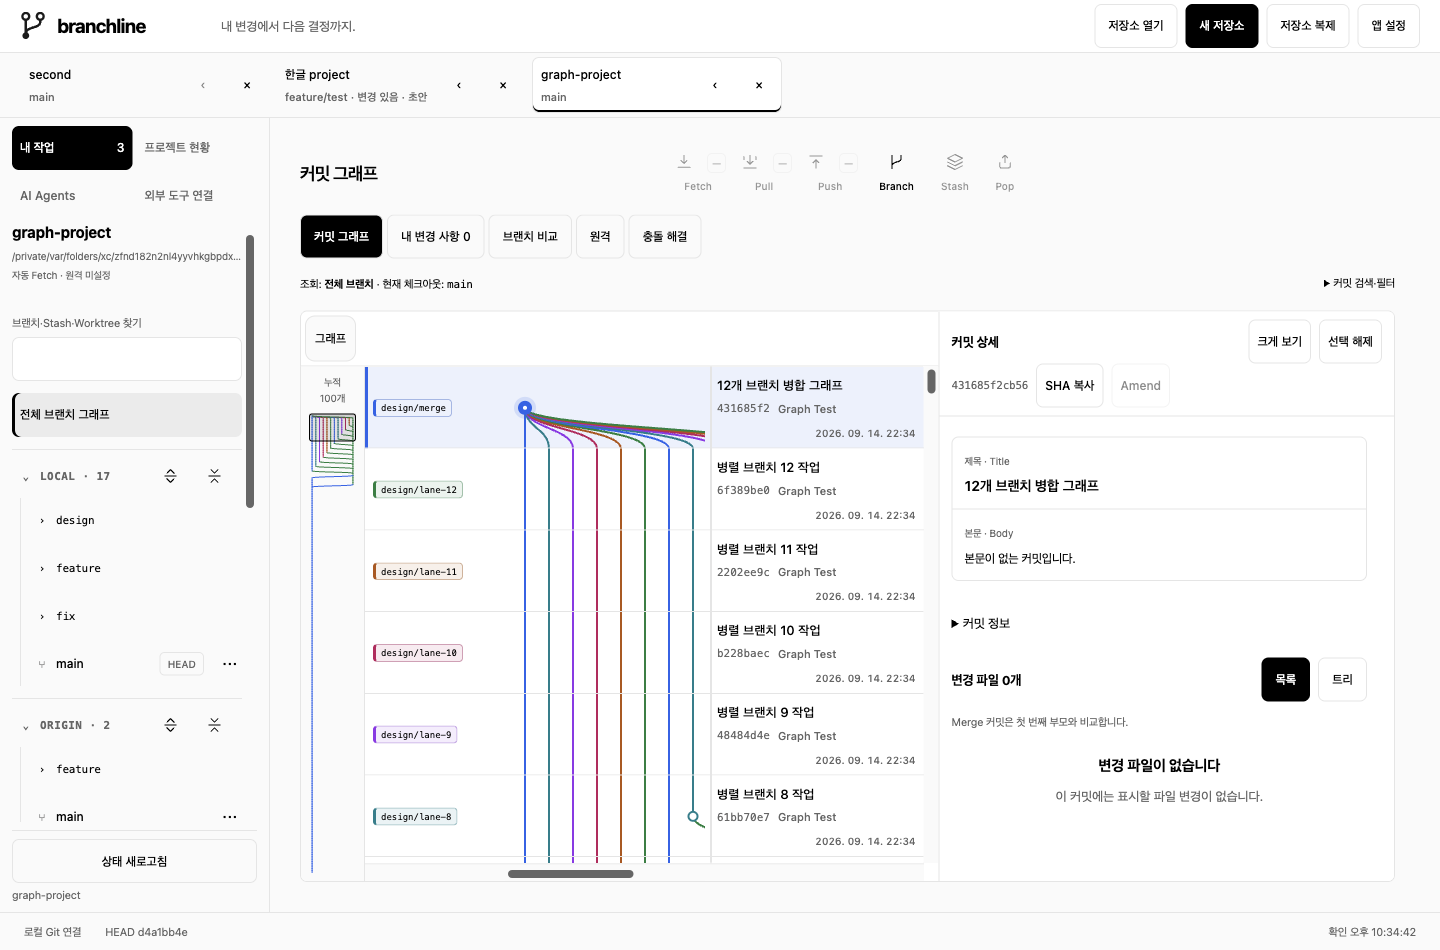 branchline
내 변경에서 다음 결정까지.
저장소 열기
새 저장소
저장소 복제
앱 설정
second
main
한글 project
feature/test · 변경 있음 · 초안
graph-project
main
내 작업 3
프로젝트 현황
AI Agents
외부 도구 연결
graph-project
/private/var/folders/xc/zfnd182n2nl4yyvhkgbpdx...
자동 Fetch · 원격 미설정
브랜치·Stash·Worktree 찾기
전체 브랜치 그래프
LOCAL · 17
design
feature
fix
main HEAD
ORIGIN · 2
feature
main
상태 새로고침
graph-project
커밋 그래프
Fetch
Pull
Push
Branch
Stash
Pop
커밋 그래프
내 변경 사항 0
브랜치 비교
원격
충돌 해결
조회: 전체 브랜치 · 현재 체크아웃: main
커밋 검색·필터
그래프
누적
100개
design/merge
12개 브랜치 병합 그래프
431685f2 Graph Test
2026. 09. 14. 22:34
design/lane-12
병렬 브랜치 12 작업
6f389be0 Graph Test
2026. 09. 14. 22:34
design/lane-11
병렬 브랜치 11 작업
2202ee9c Graph Test
2026. 09. 14. 22:34
design/lane-10
병렬 브랜치 10 작업
b228baec Graph Test
2026. 09. 14. 22:34
design/lane-9
병렬 브랜치 9 작업
48484d4e Graph Test
2026. 09. 14. 22:34
design/lane-8
병렬 브랜치 8 작업
61bb70e7 Graph Test
2026. 09. 14. 22:34
커밋 상세
크게 보기
선택 해제
431685f2cb56
SHA 복사
Amend
제목 · Title
12개 브랜치 병합 그래프
본문 · Body
본문이 없는 커밋입니다.
커밋 정보
변경 파일 0개
목록
트리
Merge 커밋은 첫 번째 부모와 비교합니다.
변경 파일이 없습니다
이 커밋에는 표시할 파일 변경이 없습니다.
로컬 Git 연결
HEAD d4a1bb4e
확인 오후 10:34:42